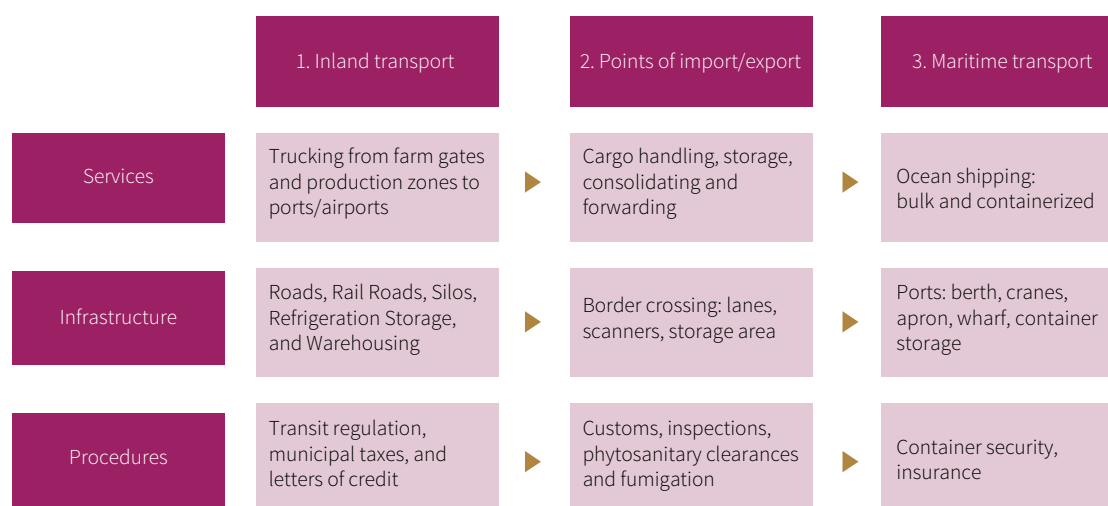 1. Inland transport
2. Points of import/export
3. Maritime transport
Services
Trucking from farm gates
and production zones to
ports/airports
Cargo handling, storage,
consolidating and
forwarding
Ocean shipping:
bulk and containerized
Infrastructure
Roads, Rail Roads, Silos,
Refrigeration Storage,
and Warehousing
Border crossing: lanes,
scanners, storage area
Ports: berth, cranes,
apron, wharf, container
storage
Procedures
Transit regulation,
municipal taxes, and
letters of credit
Customs, inspections,
phytosanitary clearances
and fumigation
Container security,
insurance